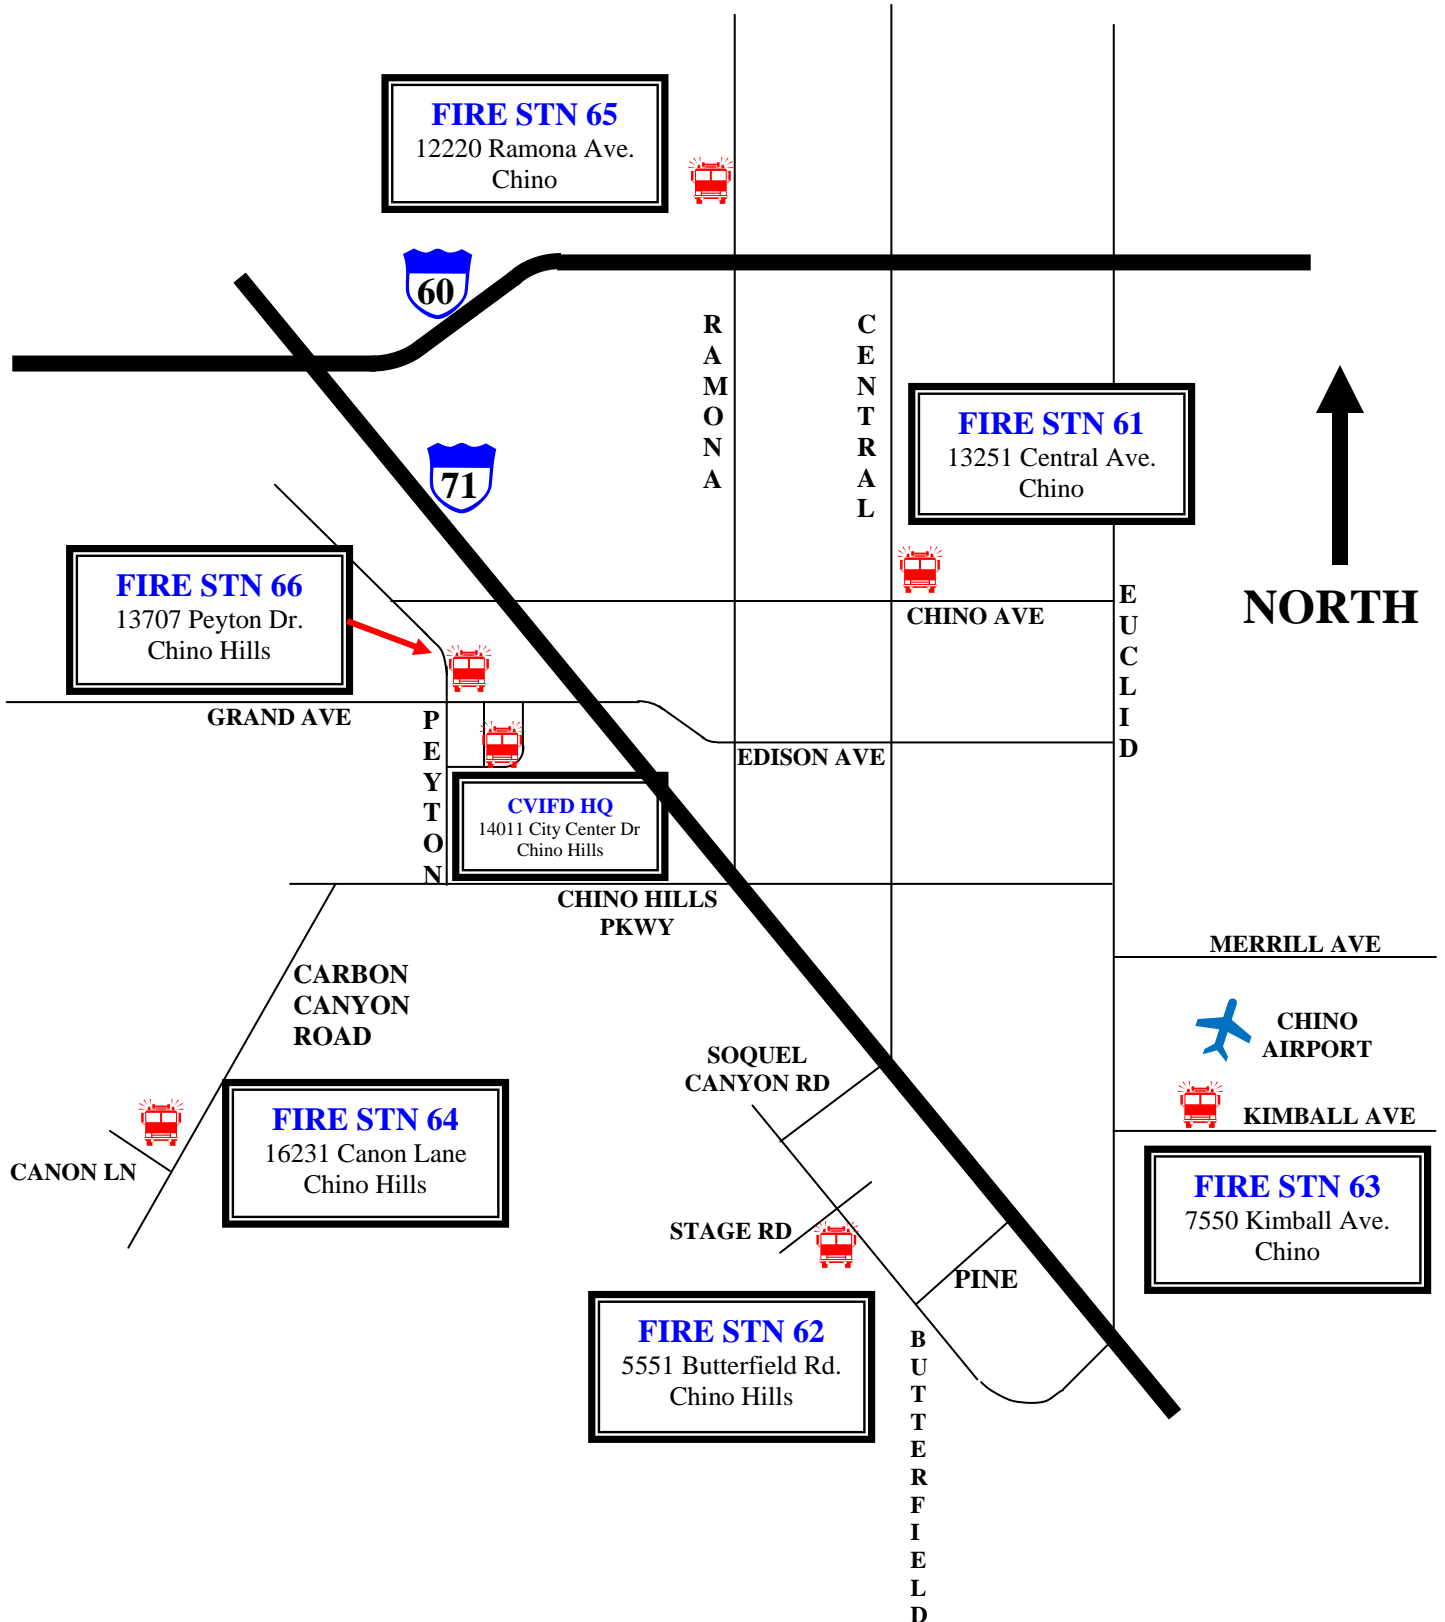 FIRE STN 65
12220 Ramona Ave.
Chino
60
RAMONA
CENTRAL
FIRE STN 61
13251 Central Ave.
Chino
71
NORTH
FIRE STN 66
13707 Peyton Dr.
Chino Hills
CHINO AVE
EUCLID
GRAND AVE
PEYTON
EDISON AVE
CVIFD HQ
14011 City Center Dr
Chino Hills
CHINO HILLS
PKWY
MERRILL AVE
CARBON
CANYON
ROAD
CHINO
AIRPORT
SOQUEL
CANYON RD
KIMBALL AVE
FIRE STN 64
16231 Canon Lane
Chino Hills
CANON LN
FIRE STN 63
7550 Kimball Ave.
Chino
STAGE RD
PINE
FIRE STN 62
5551 Butterfield Rd.
Chino Hills
BUTTERFIELD